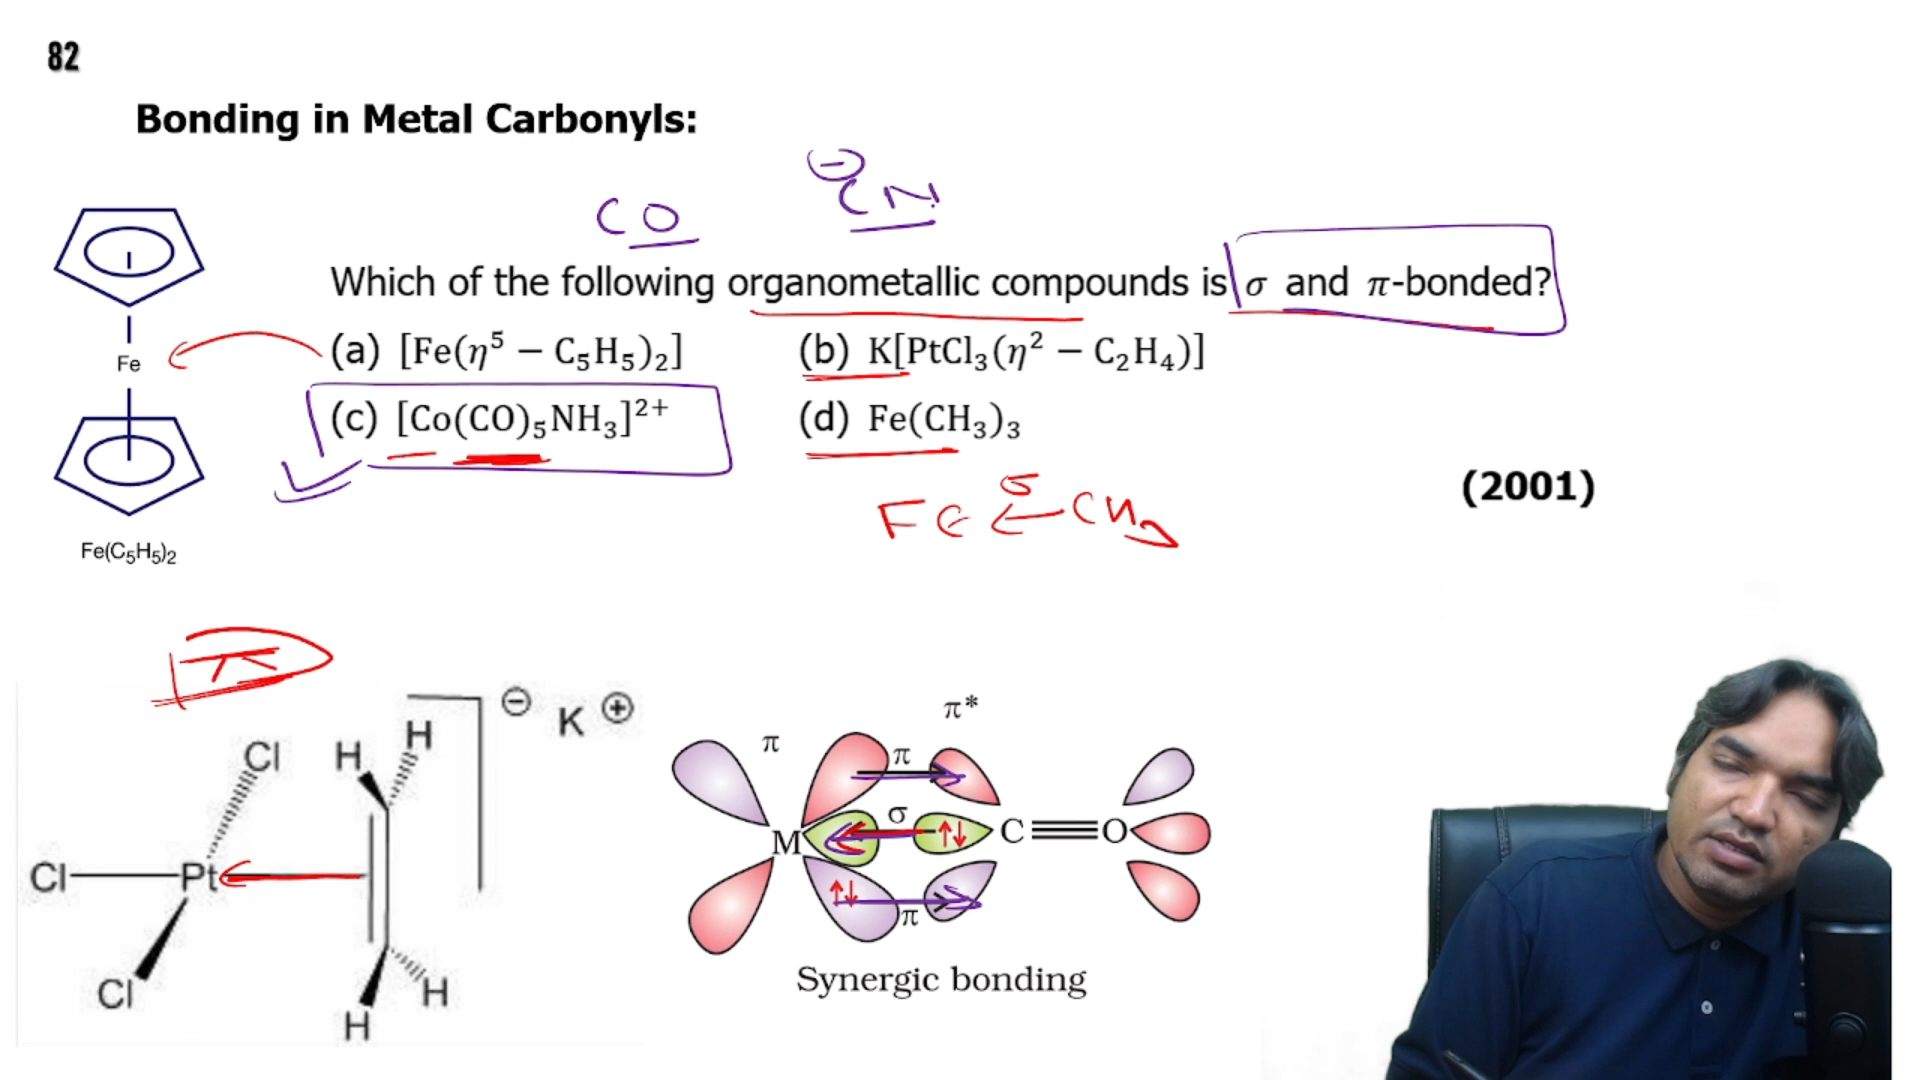 82
Bonding in Metal Carbonyls:
CO
⊖CN
Which of the following organometallic compounds is σ and π-bonded?
(a) [Fe(η⁵ − C₅H₅)₂]
(b) K[PtCl₃(η² − C₂H₄)]
(c) [Co(CO)₅NH₃]²⁺
(d) Fe(CH₃)₃
(2001)
Fe
Fe(C₅H₅)₂
Fe ← σ CH₃
π
⊖ K ⊕
Cl H H
Cl Pt
Cl H H
π*
π π
M σ C≡O
π
Synergic bonding